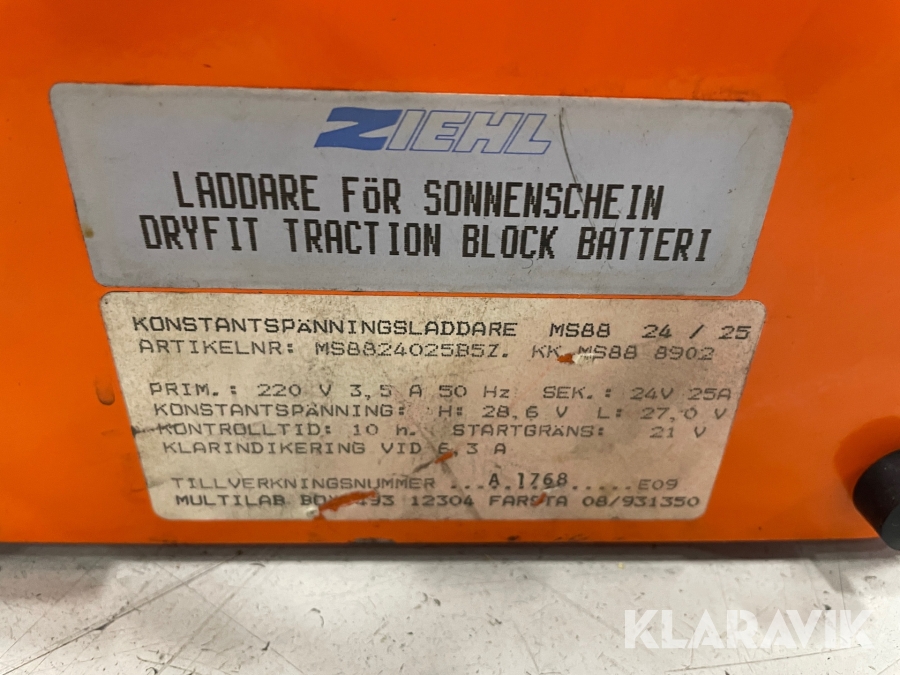 ZIEHL
LADDARE FöR SONNENSCHEIN
DRYFIT TRACTION BLOCK BATTERI
KONSTANTSPÄNNINGSLADDARE MS88 24 / 25
ARTIKELNR: MS8824025B5Z. KK MS88 8902
PRIM.: 220 V 3,5 A 50 Hz SEK.: 24V 25A
KONSTANTSPÄNNING: H: 28,6 V L: 27,0 V
KONTROLLTID: 10 h. STARTGRÄNS: 21 V
KLARINDIKERING VID 6,3 A
TILLVERKNINGSNUMMER ...A.1768.....E09
MULTILAB 12304 FARSTA 08/931350
KLARAVIK